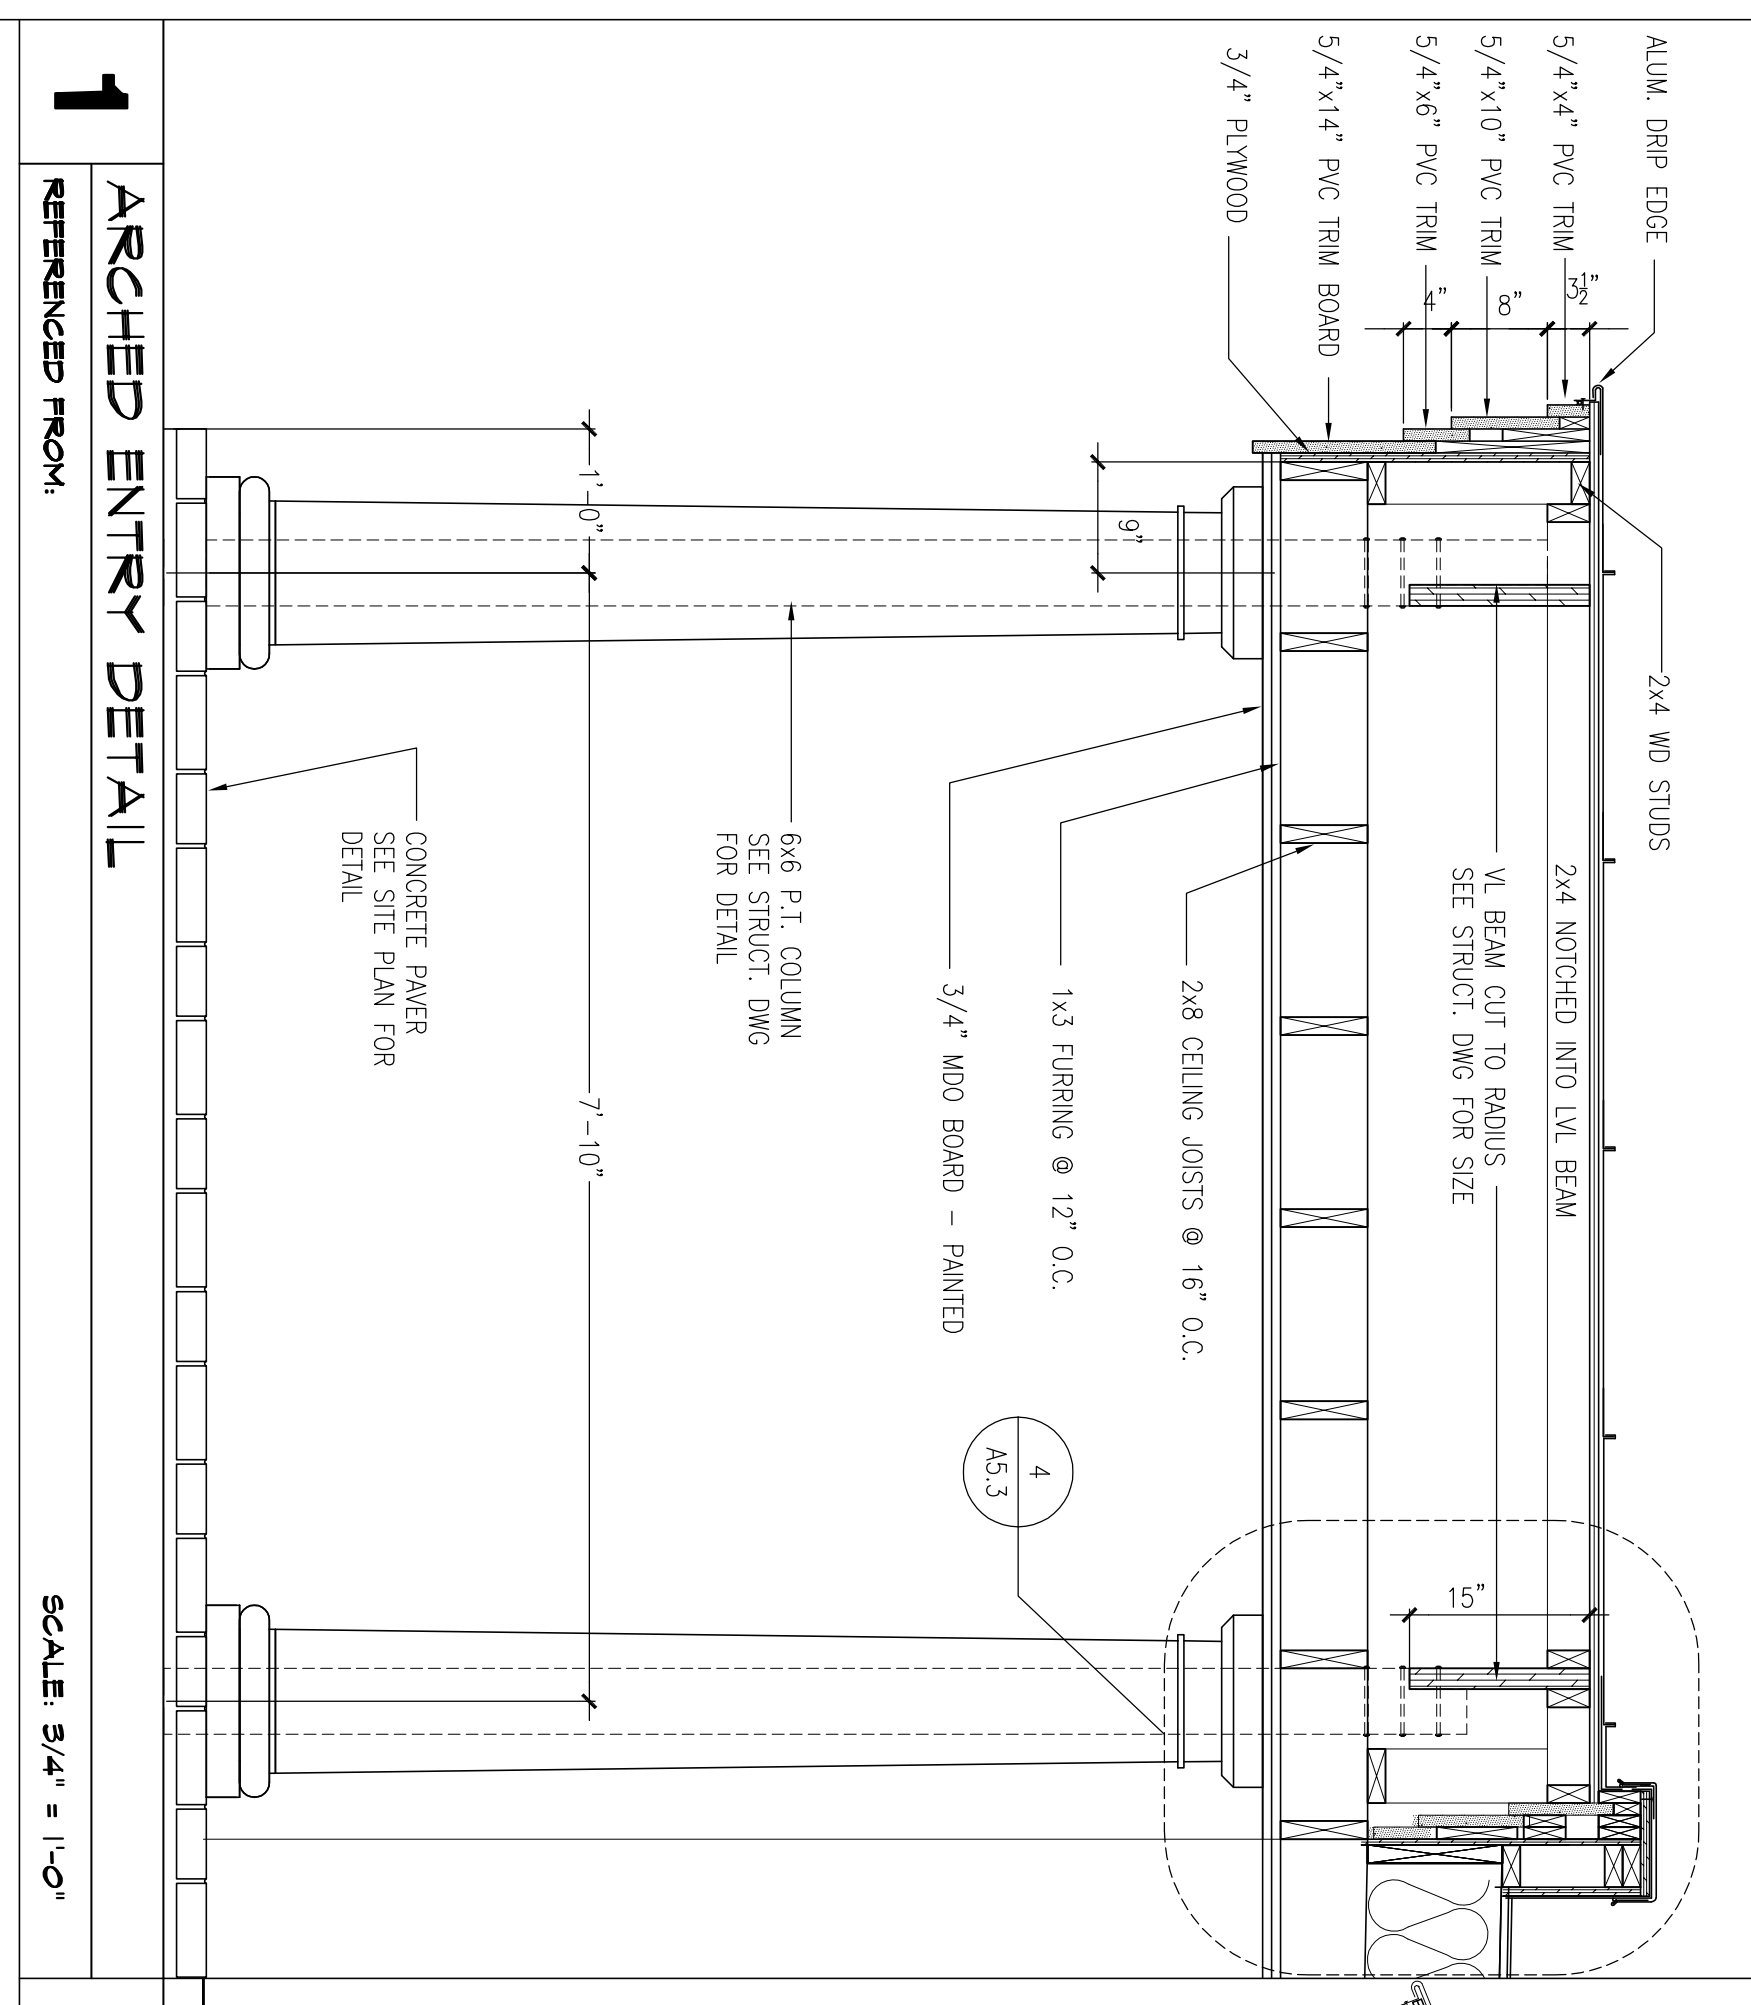 ALUM. DRIP EDGE
5/4"x4" PVC TRIM
5/4"x10" PVC TRIM
5/4"x6" PVC TRIM
5/4"x14" PVC TRIM BOARD
3/4" PLYWOOD
3½"
8"
4"
2x4 WD STUDS
2x4 NOTCHED INTO LVL BEAM
VL BEAM CUT TO RADIUS
SEE STRUCT. DWG FOR SIZE
15"
9"
2x8 CEILING JOISTS @ 16" O.C.
1x3 FURRING @ 12" O.C.
3/4" MDO BOARD - PAINTED
4
A5.3
6x6 P.T. COLUMN
SEE STRUCT. DWG
FOR DETAIL
1'-0"
7'-10"
CONCRETE PAVER
SEE SITE PLAN FOR
DETAIL
1
ARCHED ENTRY DETAIL
REFERENCED FROM:
SCALE: 3/4" = 1'-0"